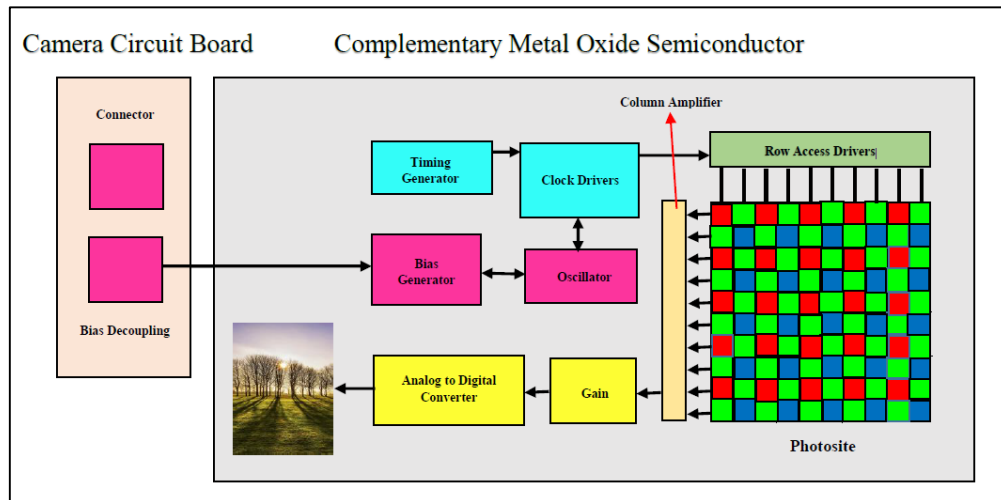 Camera Circuit Board
Complementary Metal Oxide Semiconductor
Connector
Bias Decoupling
Column Amplifier
Timing
Generator
Clock Drivers
Row Access Drivers
Bias
Generator
Oscillator
Analog to Digital
Converter
Gain
Photosite